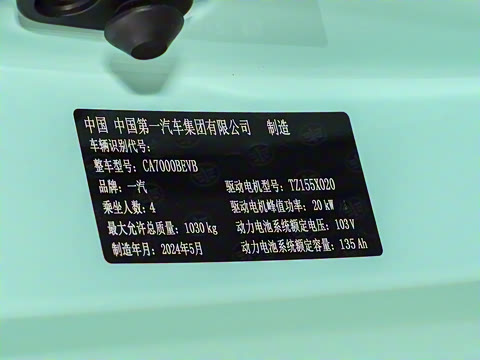 中国 中国第一汽车集团有限公司 制造
车辆识别代号:
整车型号: CA7000BEVB
品牌: 一汽 驱动电机型号: TZ155X020
乘坐人数: 4 驱动电机峰值功率: 20 kW
最大允许总质量: 1030 kg 动力电池系统额定电压: 103 V
制造年月: 2024年5月 动力电池系统额定容量: 135 Ah